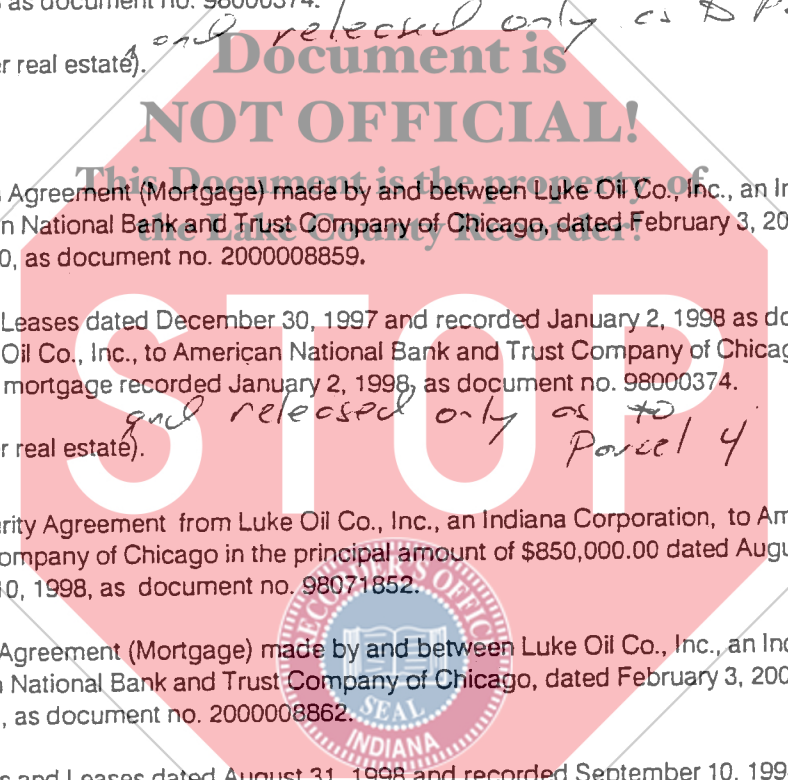 as document no. 98000374.
and released only as to P
er real estate).
Document is
NOT OFFICIAL!
This Document is the property of
the Lake County Recorder!
Agreement (Mortgage) made by and between Luke Oil Co., Inc., an In
n National Bank and Trust Company of Chicago, dated February 3, 20
0, as document no. 2000008859.
Leases dated December 30, 1997 and recorded January 2, 1998 as do
Oil Co., Inc., to American National Bank and Trust Company of Chicag
mortgage recorded January 2, 1998, as document no. 98000374.
and released only as to
Parcel 4
r real estate).
STOP
rity Agreement from Luke Oil Co., Inc., an Indiana Corporation, to Am
ompany of Chicago in the principal amount of $850,000.00 dated Augu
10, 1998, as document no. 98071852.
RECORDER'S OFFICE
Agreement (Mortgage) made by and between Luke Oil Co., Inc., an Ind
n National Bank and Trust Company of Chicago, dated February 3, 200
, as document no. 2000008862.
SEAL
INDIANA
s and Leases dated August 31, 1998 and recorded September 10, 199